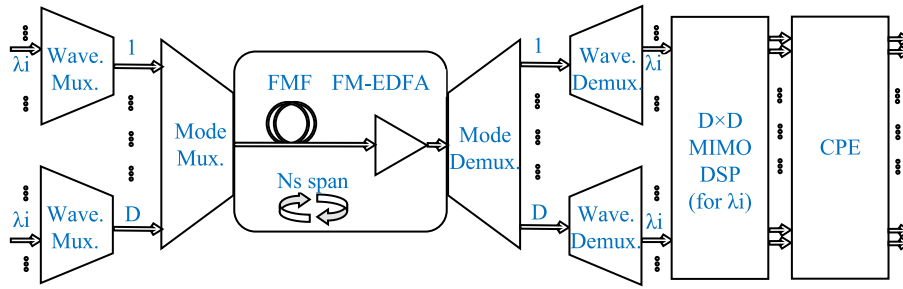 λi
Wave.
Mux.
1
λi
Wave.
Mux.
D
Mode
Mux.
FMF
FM-EDFA
Ns span
Mode
Demux.
1
Wave.
Demux.
λi
D
Wave.
Demux.
λi
D×D
MIMO
DSP
(for λi)
CPE